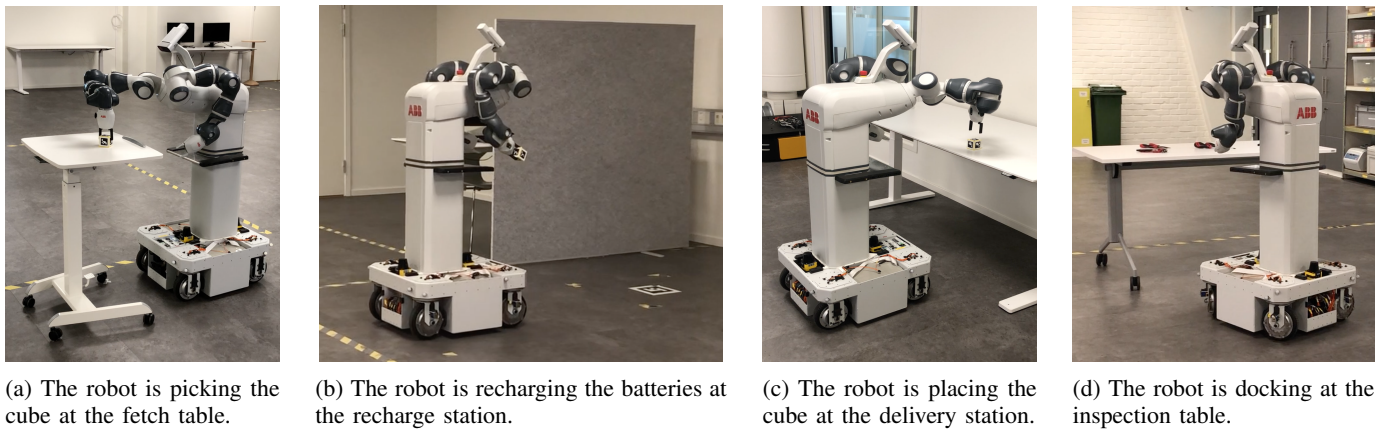 ABB
ABB
ABB
(a) The robot is picking the
cube at the fetch table.
(b) The robot is recharging the batteries at
the recharge station.
(c) The robot is placing the
cube at the delivery station.
(d) The robot is docking at the
inspection table.